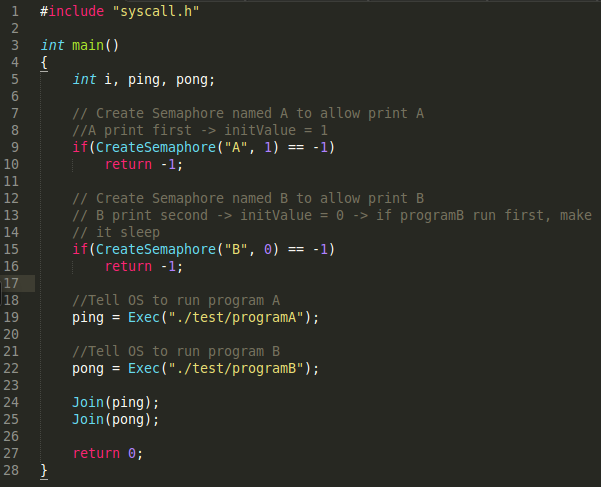 1 #include "syscall.h"
2
3 int main()
4 {
5     int i, ping, pong;
6
7     // Create Semaphore named A to allow print A
8     //A print first -> initValue = 1
9     if(CreateSemaphore("A", 1) == -1)
10         return -1;
11
12     // Create Semaphore named B to allow print B
13     // B print second -> initValue = 0 -> if programB run first, make
14     // it sleep
15     if(CreateSemaphore("B", 0) == -1)
16         return -1;
17
18     //Tell OS to run program A
19     ping = Exec("./test/programA");
20
21     //Tell OS to run program B
22     pong = Exec("./test/programB");
23
24     Join(ping);
25     Join(pong);
26
27     return 0;
28 }